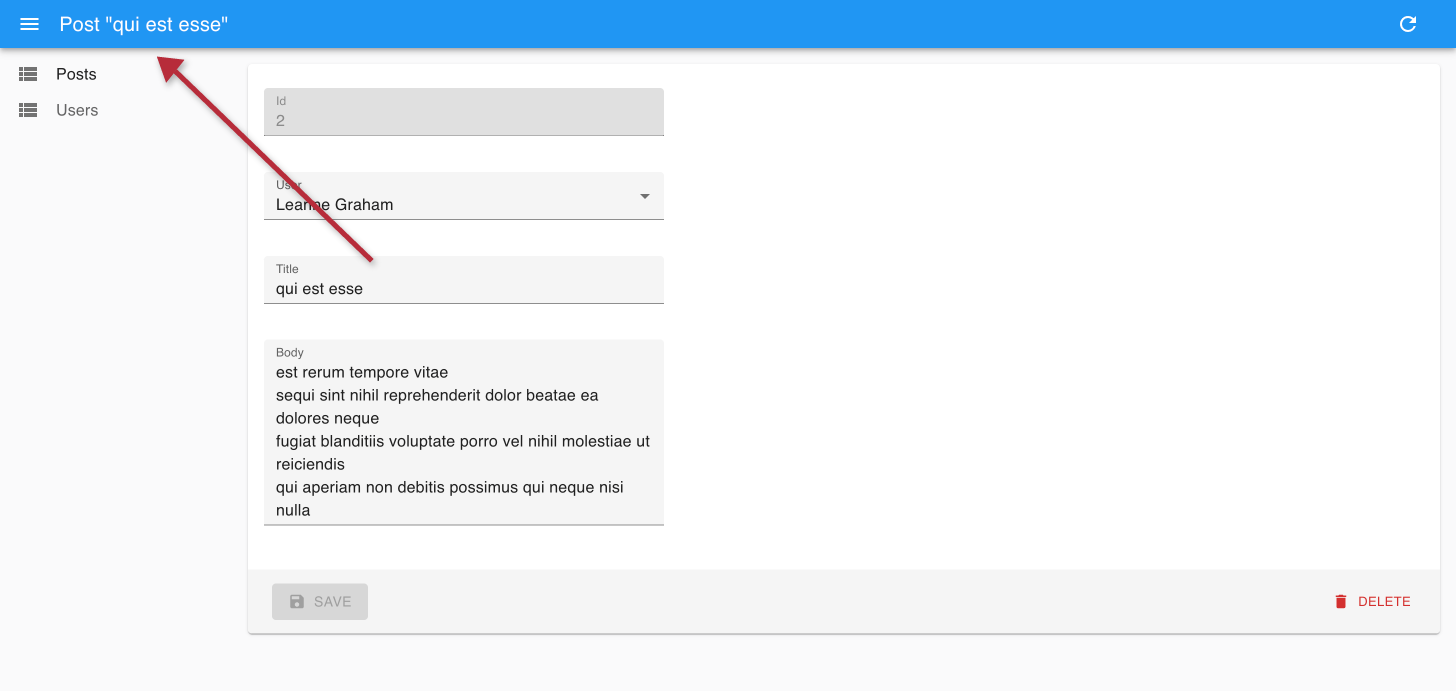 Post "qui est esse"
Posts
Users
Id
2
User
Leanne Graham
Title
qui est esse
Body
est rerum tempore vitae
sequi sint nihil reprehenderit dolor beatae ea
dolores neque
fugiat blanditiis voluptate porro vel nihil molestiae ut
reiciendis
qui aperiam non debitis possimus qui neque nisi
nulla
SAVE
DELETE